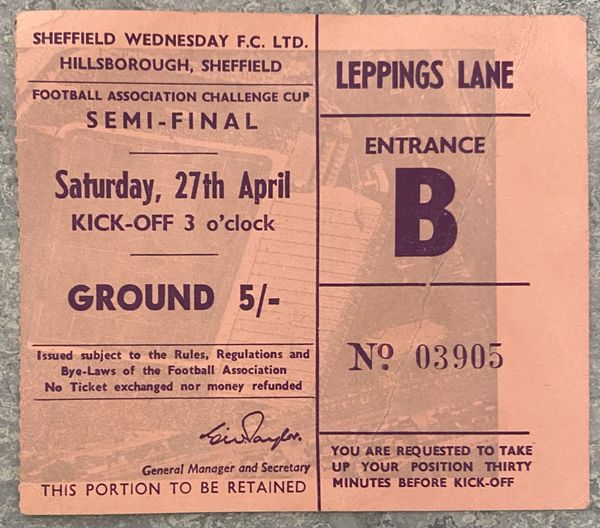 SHEFFIELD WEDNESDAY F.C. LTD.
HILLSBOROUGH, SHEFFIELD
FOOTBALL ASSOCIATION CHALLENGE CUP
SEMI-FINAL
Saturday, 27th April
KICK-OFF 3 o'clock
GROUND 5/-
Issued subject to the Rules, Regulations and
Bye-Laws of the Football Association
No Ticket exchanged nor money refunded
Eric Taylor.
General Manager and Secretary
THIS PORTION TO BE RETAINED
LEPPINGS LANE
ENTRANCE
B
Nº 03905
YOU ARE REQUESTED TO TAKE
UP YOUR POSITION THIRTY
MINUTES BEFORE KICK-OFF